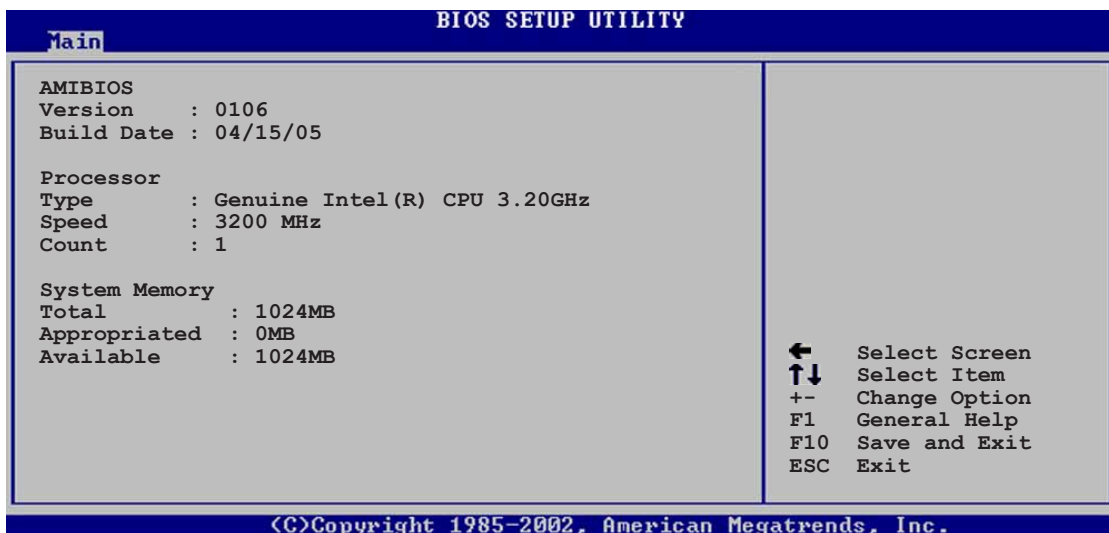 BIOS SETUP UTILITY
Main
AMIBIOS
Version : 0106
Build Date : 04/15/05
Processor
Type : Genuine Intel(R) CPU 3.20GHz
Speed : 3200 MHz
Count : 1
System Memory
Total : 1024MB
Appropriated : 0MB
Available : 1024MB
← Select Screen
↑↓ Select Item
+- Change Option
F1 General Help
F10 Save and Exit
ESC Exit
(C)Copyright 1985-2002, American Megatrends, Inc.